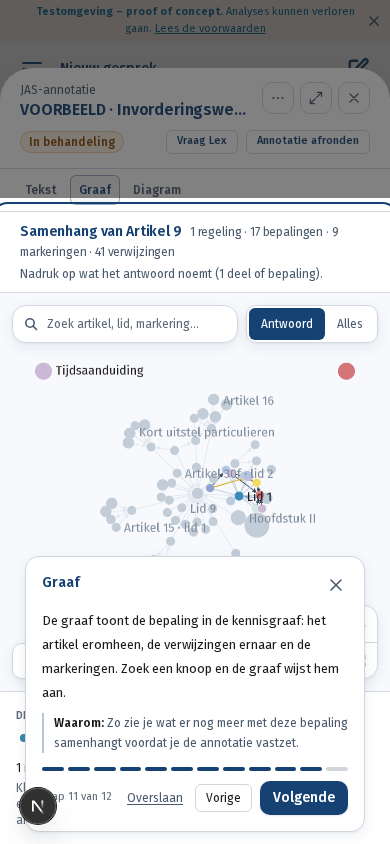 Testomgeving – proof of concept. Analyses kunnen verloren
gaan. Lees de voorwaarden
Nieuw gesprek
JAS-annotatie
VOORBEELD · Invorderingswe...
In behandeling
Vraag Lex
Annotatie afronden
Tekst Graaf Diagram
Samenhang van Artikel 9 1 regeling · 17 bepalingen · 9
markeringen · 41 verwijzingen
Nadruk op wat het antwoord noemt (1 deel of bepaling).
Zoek artikel, lid, markering...
Antwoord Alles
Tijdsaanduiding
Artikel 16
Kort uitstel particulieren
Artikel 30f · lid 2
Lid 1
Lid 9
Hoofdstuk II
Artikel 15 · lid 1
Graaf
De graaf toont de bepaling in de kennisgraaf: het
artikel eromheen, de verwijzingen ernaar en de
markeringen. Zoek een knoop en de graaf wijst hem
aan.
Waarom: Zo zie je wat er nog meer met deze bepaling
samenhangt voordat je de annotatie vastzet.
11 van 12
Overslaan
Vorige
Volgende
N